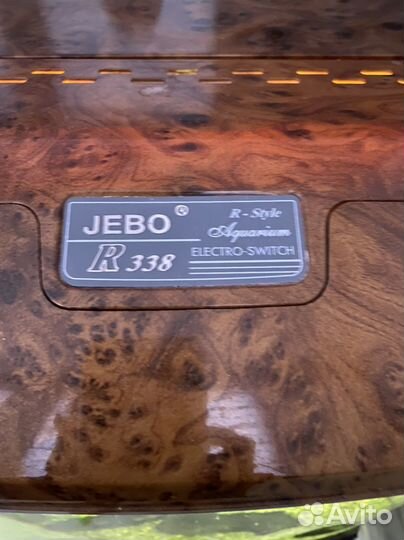 JEBO®
R 338
R-Style
Aquarium
ELECTRO-SWITCH
Avito